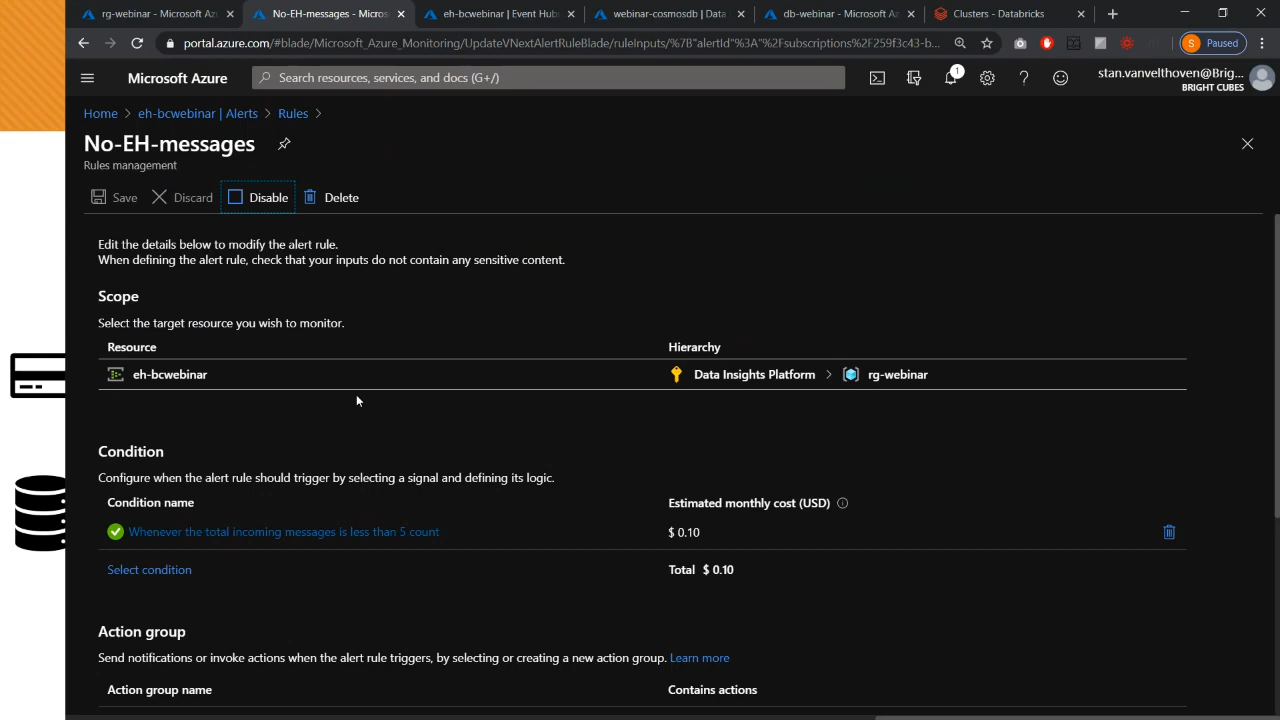 rg-webinar - Microsoft Az
No-EH-messages - Micros
eh-bcwebinar | Event Hub
webinar-cosmosdb | Data
db-webinar - Microsoft Az
Clusters - Databricks
portal.azure.com/#blade/Microsoft_Azure_Monitoring/UpdateVNextAlertRuleBlade/ruleInputs/%7B"alertId"%3A"%2Fsubscriptions%2F259f3c43-b...
S Paused
Microsoft Azure
Search resources, services, and docs (G+/)
1
stan.vanvelthoven@Brig...
BRIGHT CUBES
Home > eh-bcwebinar | Alerts > Rules >
No-EH-messages
Rules management
Save Discard Disable Delete
Edit the details below to modify the alert rule.
When defining the alert rule, check that your inputs do not contain any sensitive content.
Scope
Select the target resource you wish to monitor.
Resource Hierarchy
eh-bcwebinar Data Insights Platform > rg-webinar
Condition
Configure when the alert rule should trigger by selecting a signal and defining its logic.
Condition name Estimated monthly cost (USD)
Whenever the total incoming messages is less than 5 count $ 0.10
Select condition Total $ 0.10
Action group
Send notifications or invoke actions when the alert rule triggers, by selecting or creating a new action group. Learn more
Action group name Contains actions